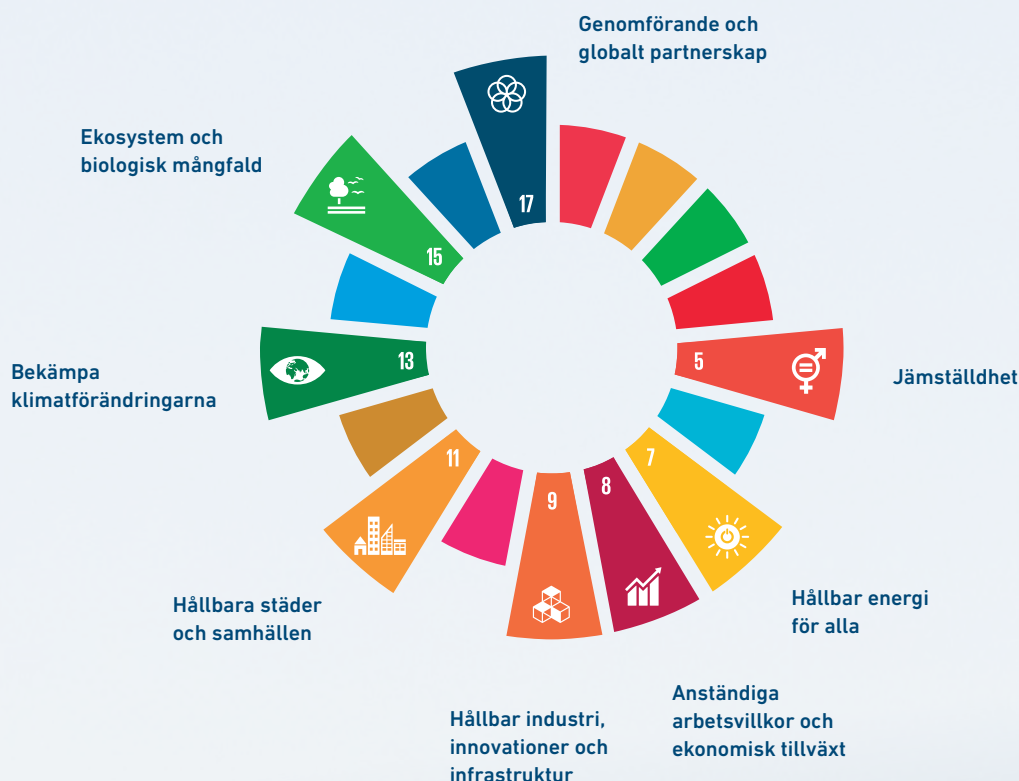 Genomförande och
globalt partnerskap
Ekosystem och
biologisk mångfald
17
15
13
Bekämpa
klimatförändringarna
5
Jämställdhet
11
7
8
9
Hållbara städer
och samhällen
Hållbar energi
för alla
Anständiga
arbetsvillkor och
ekonomisk tillväxt
Hållbar industri,
innovationer och
infrastruktur